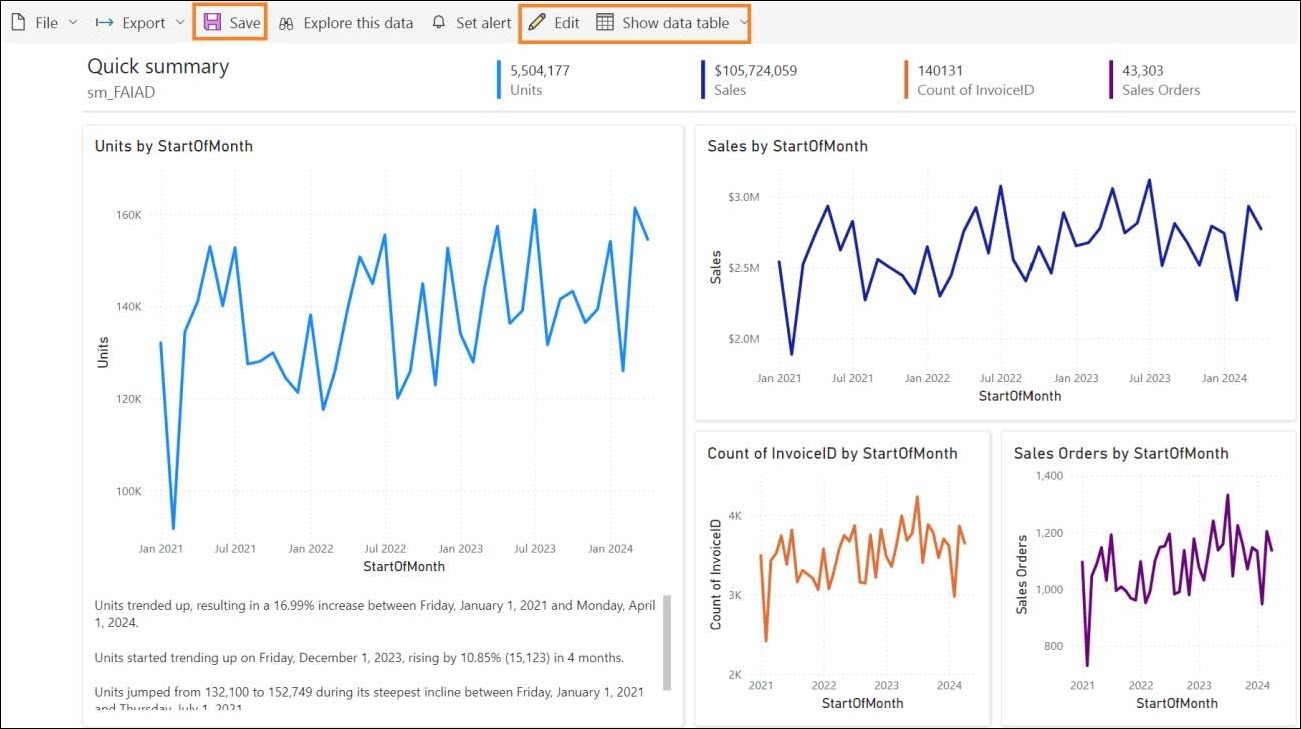 File Export Save Explore this data Set alert Edit Show data table
Quick summary
sm_FAIAD
5,504,177
Units
$105,724,059
Sales
140131
Count of InvoiceID
43,303
Sales Orders
Units by StartOfMonth
Units
160K
140K
120K
100K
Jan 2021 Jul 2021 Jan 2022 Jul 2022 Jan 2023 Jul 2023 Jan 2024
StartOfMonth
Units trended up, resulting in a 16.99% increase between Friday, January 1, 2021 and Monday, April
1, 2024.
Units started trending up on Friday, December 1, 2023, rising by 10.85% (15,123) in 4 months.
Units jumped from 132,100 to 152,749 during its steepest incline between Friday, January 1, 2021
and Thursday, July 1, 2021.
Sales by StartOfMonth
Sales
$3.0M
$2.5M
$2.0M
Jan 2021 Jul 2021 Jan 2022 Jul 2022 Jan 2023 Jul 2023 Jan 2024
StartOfMonth
Count of InvoiceID by StartOfMonth
Count of InvoiceID
4K
3K
2K
2021 2022 2023 2024
StartOfMonth
Sales Orders by StartOfMonth
Sales Orders
1,400
1,200
1,000
800
2021 2022 2023 2024
StartOfMonth